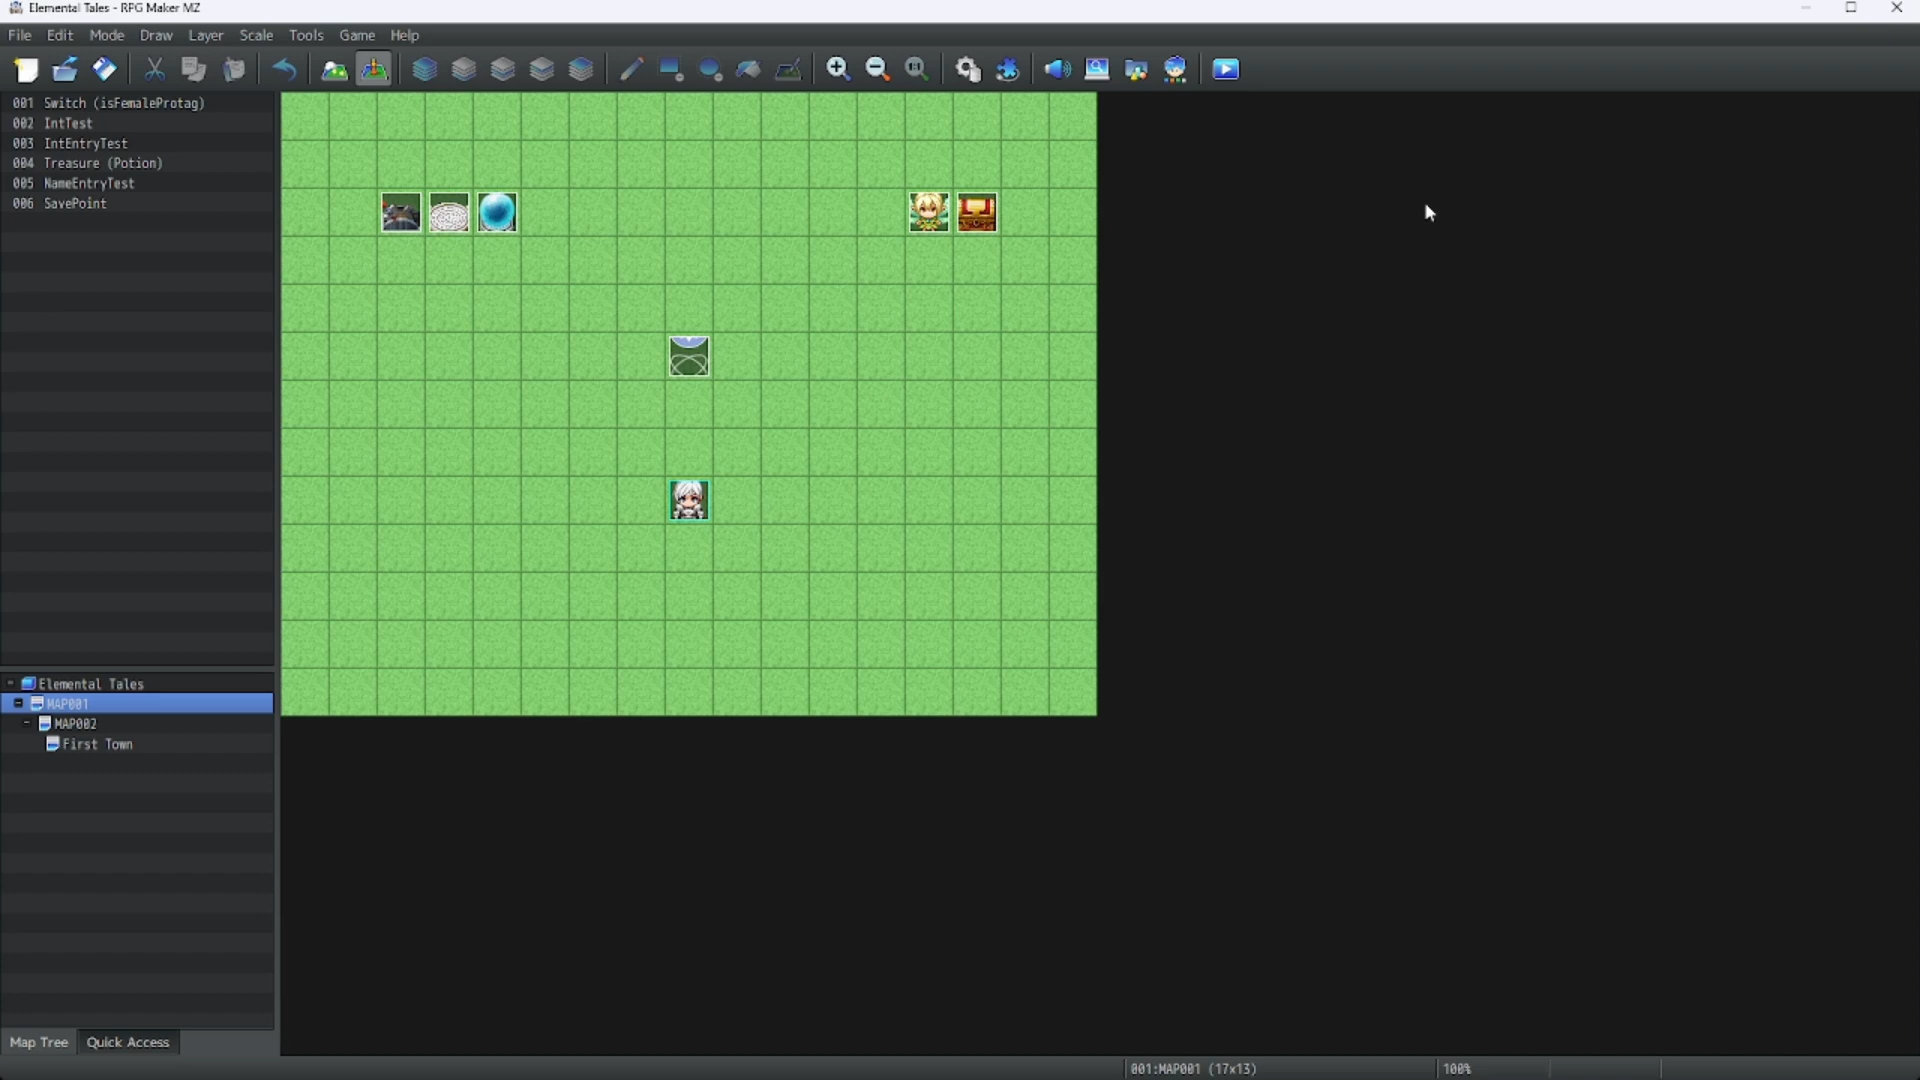 Elemental Tales - RPG Maker MZ
File Edit Mode Draw Layer Scale Tools Game Help
001 Switch (isFemaleProtag)
002 IntTest
003 IntEntryTest
004 Treasure (Potion)
005 NameEntryTest
006 SavePoint
Elemental Tales
MAP001
MAP002
First Town
Map Tree Quick Access
001:MAP001 (17x13) 100%